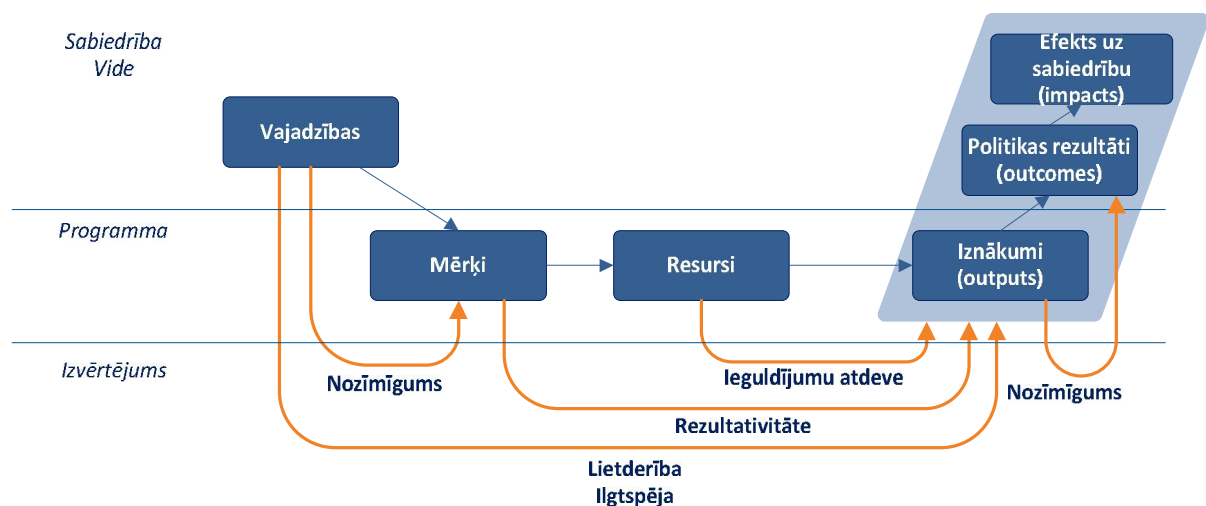 Sabiedrība
Vide
Efekts uz
sabiedrību
(impacts)
Vajadzības
Politikas rezultāti
(outcomes)
Programma
Mērķi
Resursi
Iznākumi
(outputs)
Izvērtējums
Nozīmīgums
Ieguldījumu atdeve
Nozīmīgums
Rezultativitāte
Lietderība
Ilgtspēja